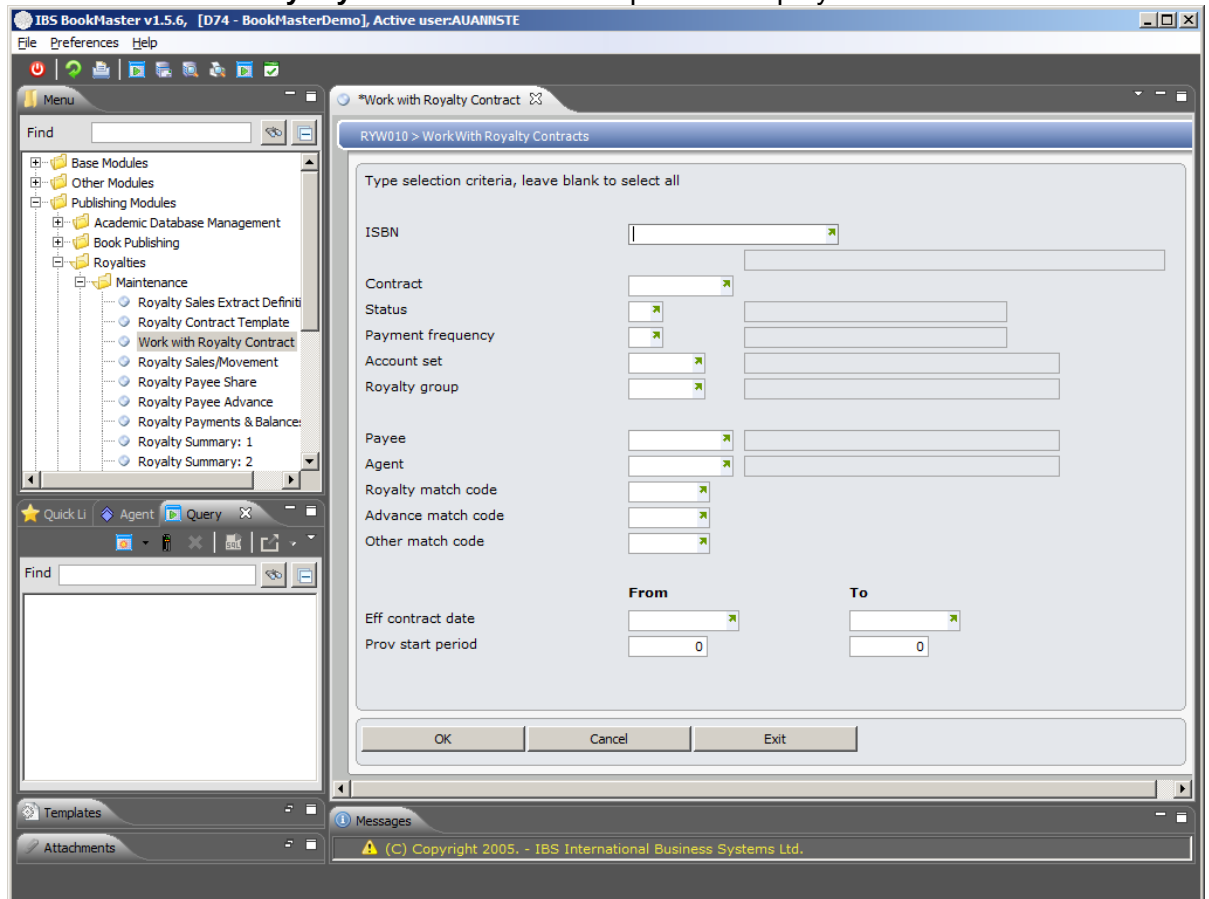 IBS BookMaster v1.5.6, [D74 - BookMasterDemo], Active user:AUANNSTE
File Preferences Help
Menu
Find
Base Modules
Other Modules
Publishing Modules
Academic Database Management
Book Publishing
Royalties
Maintenance
Royalty Sales Extract Definiti
Royalty Contract Template
Work with Royalty Contract
Royalty Sales/Movement
Royalty Payee Share
Royalty Payee Advance
Royalty Payments & Balance
Royalty Summary: 1
Royalty Summary: 2
Quick Li Agent Query
SQL
Find
Templates
Attachments
*Work with Royalty Contract
RYW010 > WorkWith Royalty Contracts
Type selection criteria, leave blank to select all
ISBN
Contract
Status
Payment frequency
Account set
Royalty group
Payee
Agent
Royalty match code
Advance match code
Other match code
From To
Eff contract date
Prov start period 0 0
OK Cancel Exit
Messages
(C) Copyright 2005. - IBS International Business Systems Ltd.